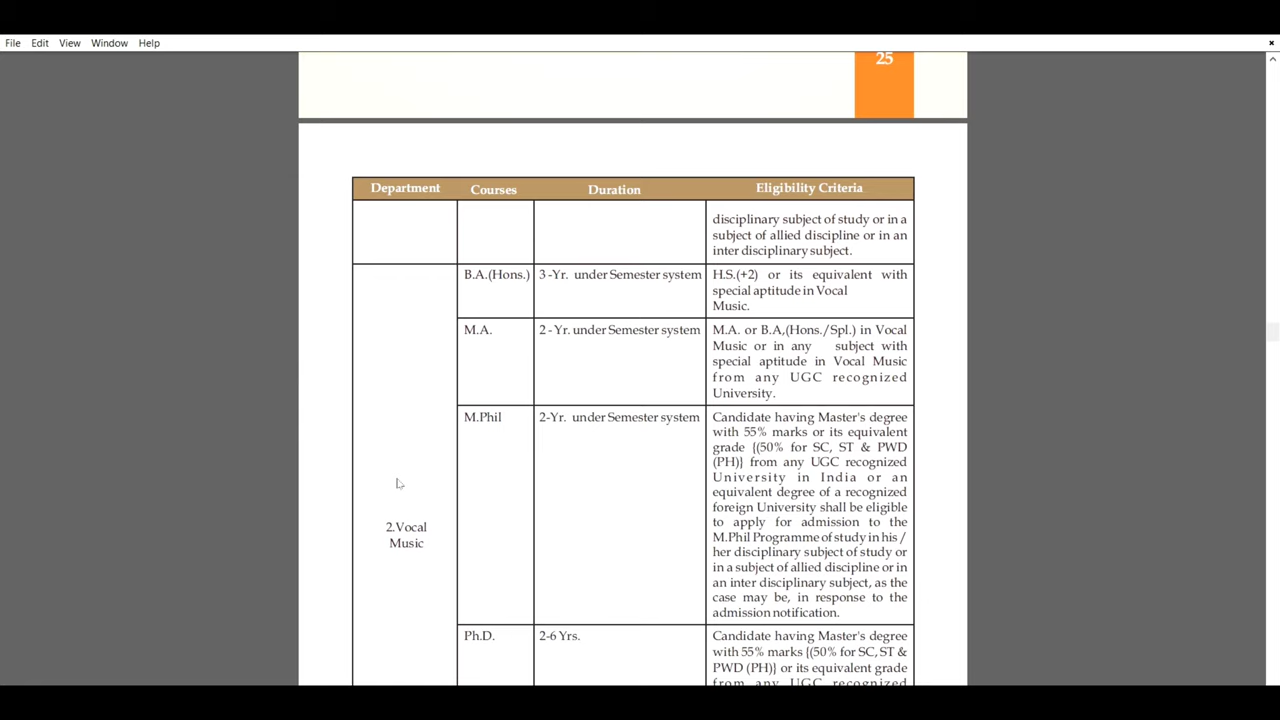 File Edit View Window Help ×
25
Department Courses Duration Eligibility Criteria
disciplinary subject of study or in a
subject of allied discipline or in an
inter disciplinary subject.
B.A.(Hons.) 3 -Yr. under Semester system H.S.(+2) or its equivalent with
special aptitude in Vocal
Music.
M.A. 2 - Yr. under Semester system M.A. or B.A,(Hons./Spl.) in Vocal
Music or in any subject with
special aptitude in Vocal Music
from any UGC recognized
University.
M.Phil 2-Yr. under Semester system Candidate having Master's degree
with 55% marks or its equivalent
grade {(50% for SC, ST & PWD
(PH)} from any UGC recognized
University in India or an
equivalent degree of a recognized
foreign University shall be eligible
to apply for admission to the
M.Phil Programme of study in his /
her disciplinary subject of study or
in a subject of allied discipline or in
an inter disciplinary subject, as the
case may be, in response to the
admission notification.
2.Vocal
Music
Ph.D. 2-6 Yrs. Candidate having Master's degree
with 55% marks {(50% for SC, ST &
PWD (PH)} or its equivalent grade
from any UGC recognized